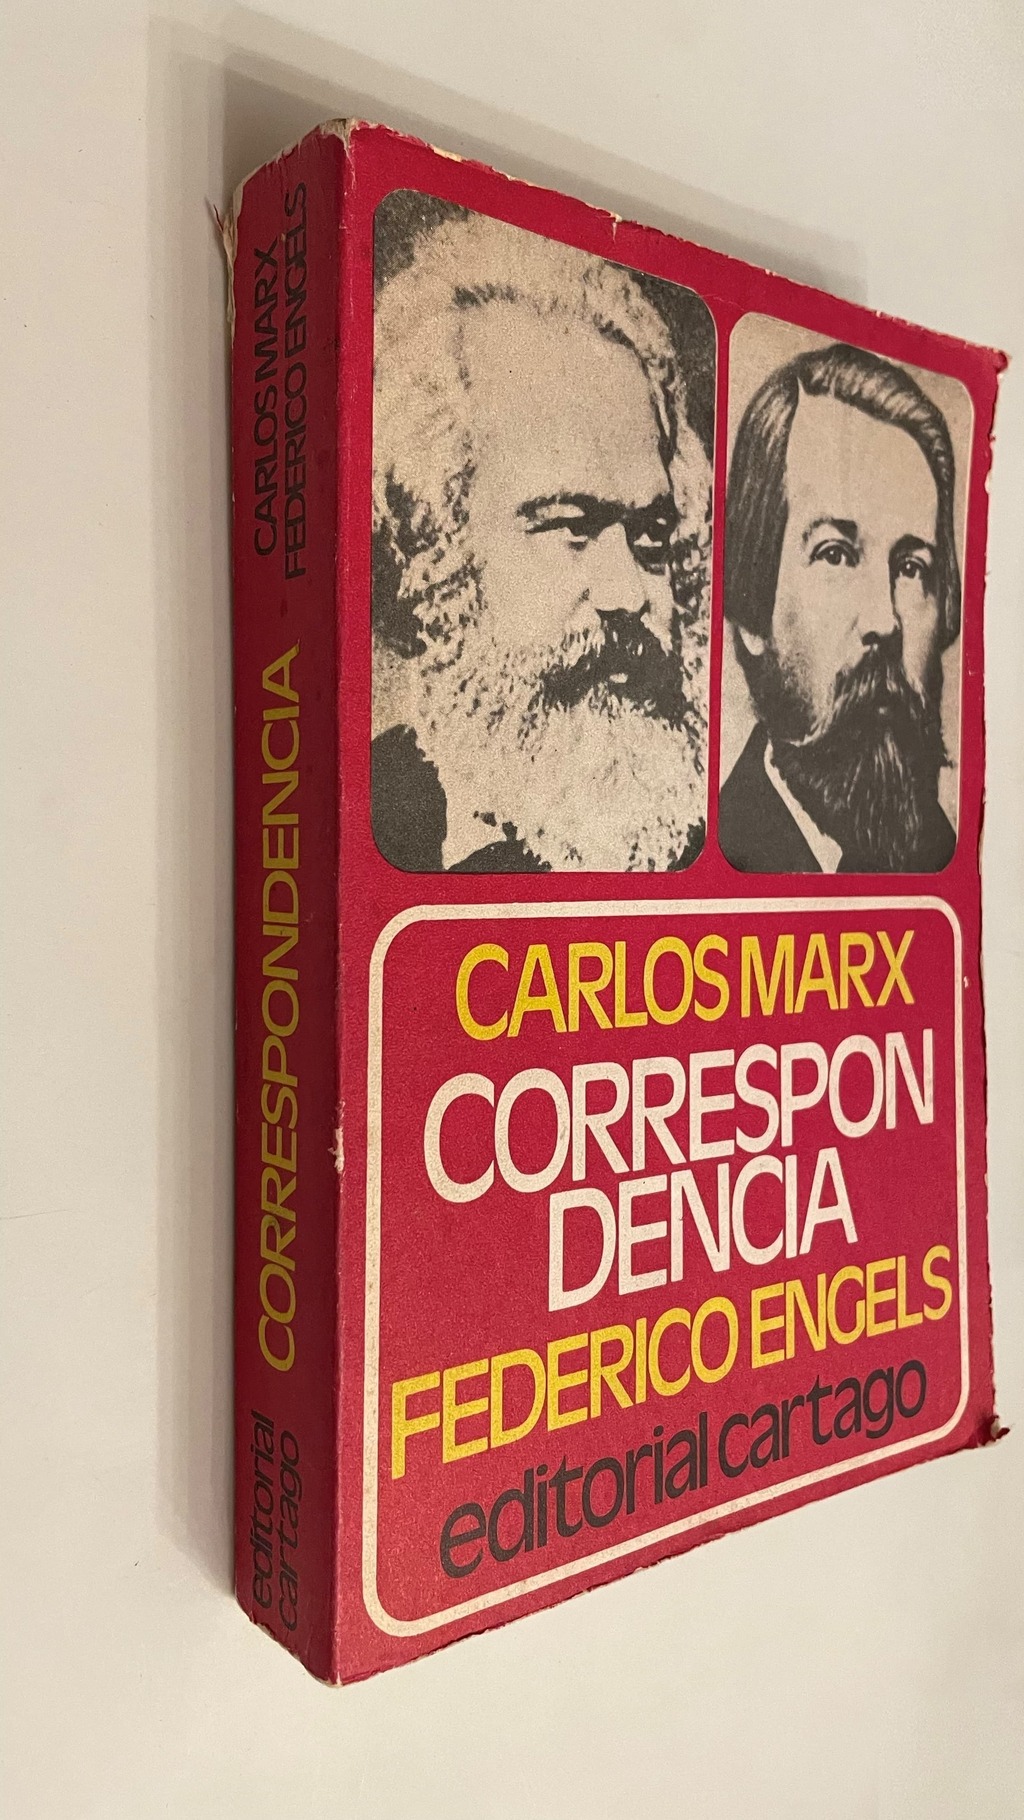 CARLOS MARX
FEDERICO ENGELS
CORRESPONDENCIA
editorial
cartago
CARLOS MARX
CORRESPON
DENCIA
FEDERICO ENGELS
editorial cartago